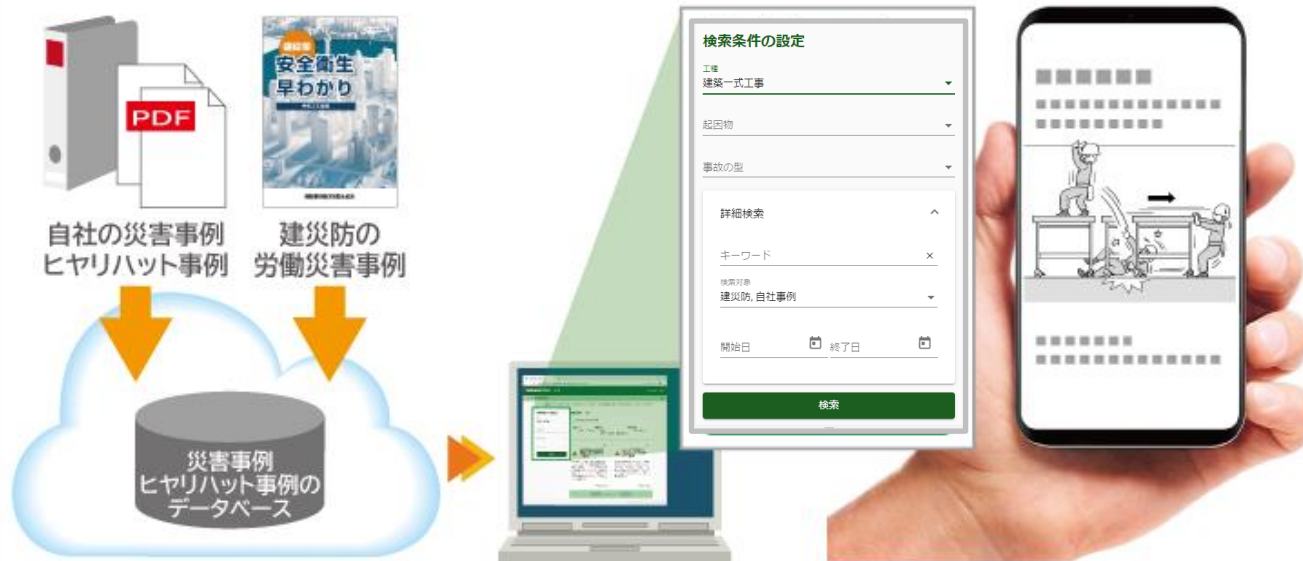 PDF
建設業
安全衛生
早わかり
自社の災害事例
ヒヤリハット事例
建災防の
労働災害事例
災害事例
ヒヤリハット事例の
データベース
検索条件の設定
工種
建築一式工事
起因物
事故の型
詳細検索
キーワード
検索対象
建災防, 自社事例
開始日
終了日
検索